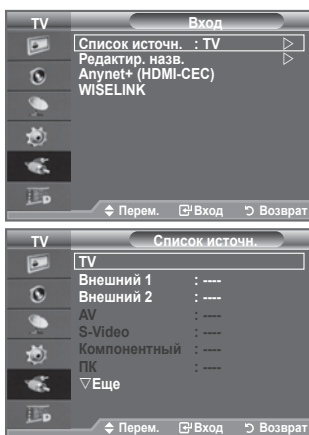 TV Вход
Список источн. : TV ▷
Редактир. назв. ▷
Anynet+ (HDMI-CEC)
WISELINK
Перем. Вход Возврат
TV Список источн.
TV
Внешний 1 : ----
Внешний 2 : ----
AV : ----
S-Video : ----
Компонентный : ----
ПК : ----
▽Еще
Перем. Вход Возврат